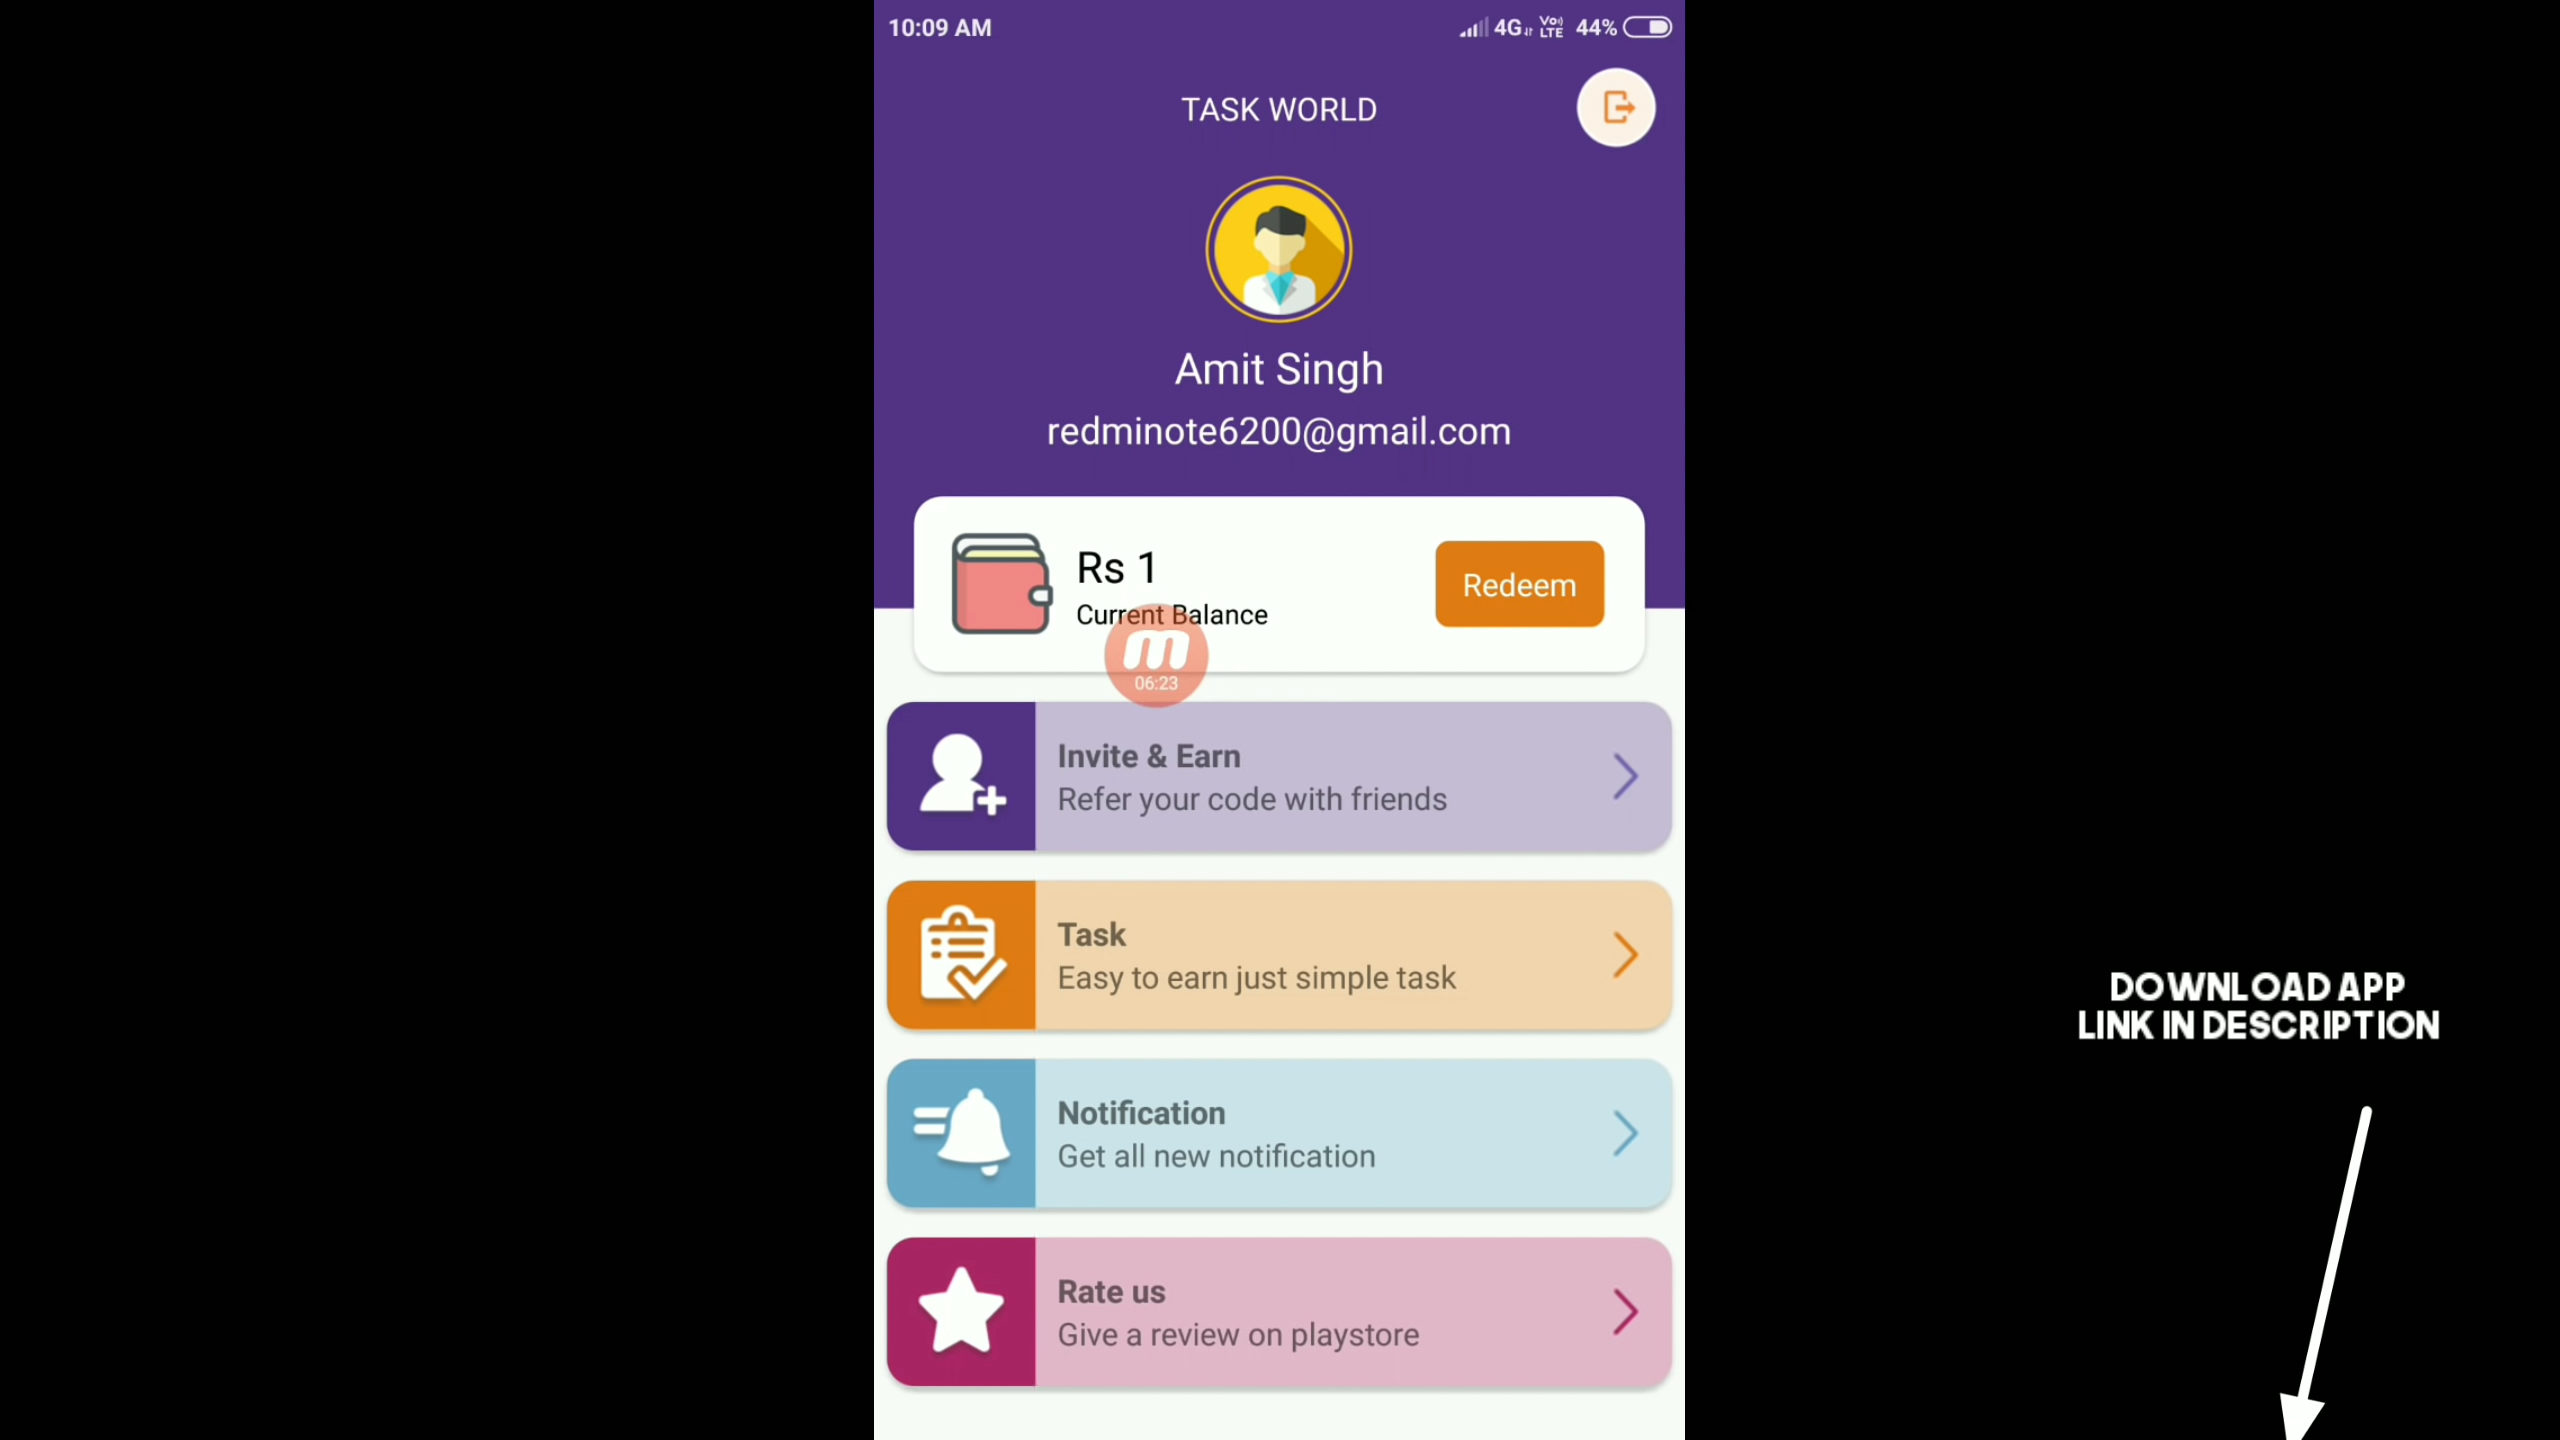 10:09 AM
4G Vo) LTE 44%
TASK WORLD
Amit Singh
redminote6200@gmail.com
Rs 1
Current Balance
Redeem
06:23
Invite & Earn
Refer your code with friends
Task
Easy to earn just simple task
DOWNLOAD APP
LINK IN DESCRIPTION
Notification
Get all new notification
Rate us
Give a review on playstore